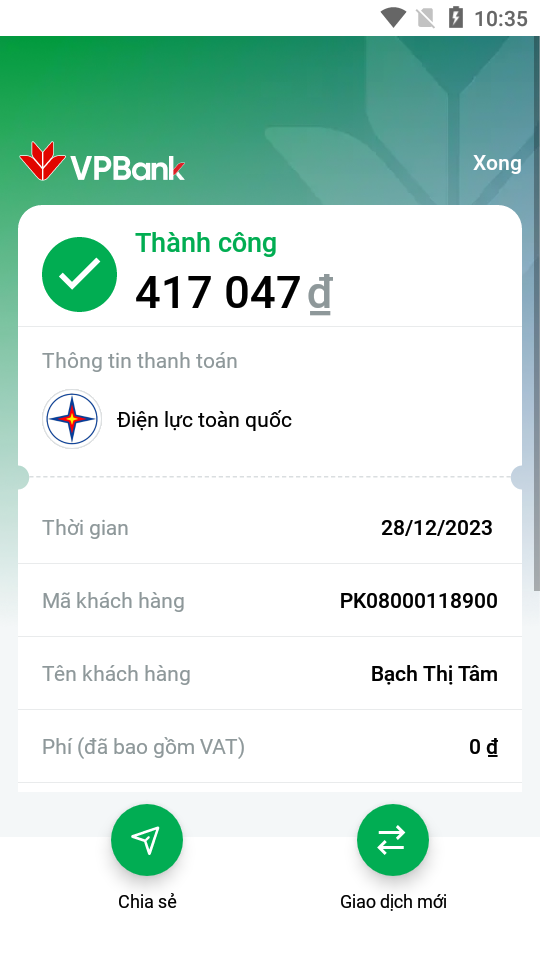 10:35
VPBank
Xong
Thành công
417 047 ₫
Thông tin thanh toán
Điện lực toàn quốc
Thời gian 28/12/2023
Mã khách hàng PK08000118900
Tên khách hàng Bạch Thị Tâm
Phí (đã bao gồm VAT) 0 ₫
Chia sẻ Giao dịch mới